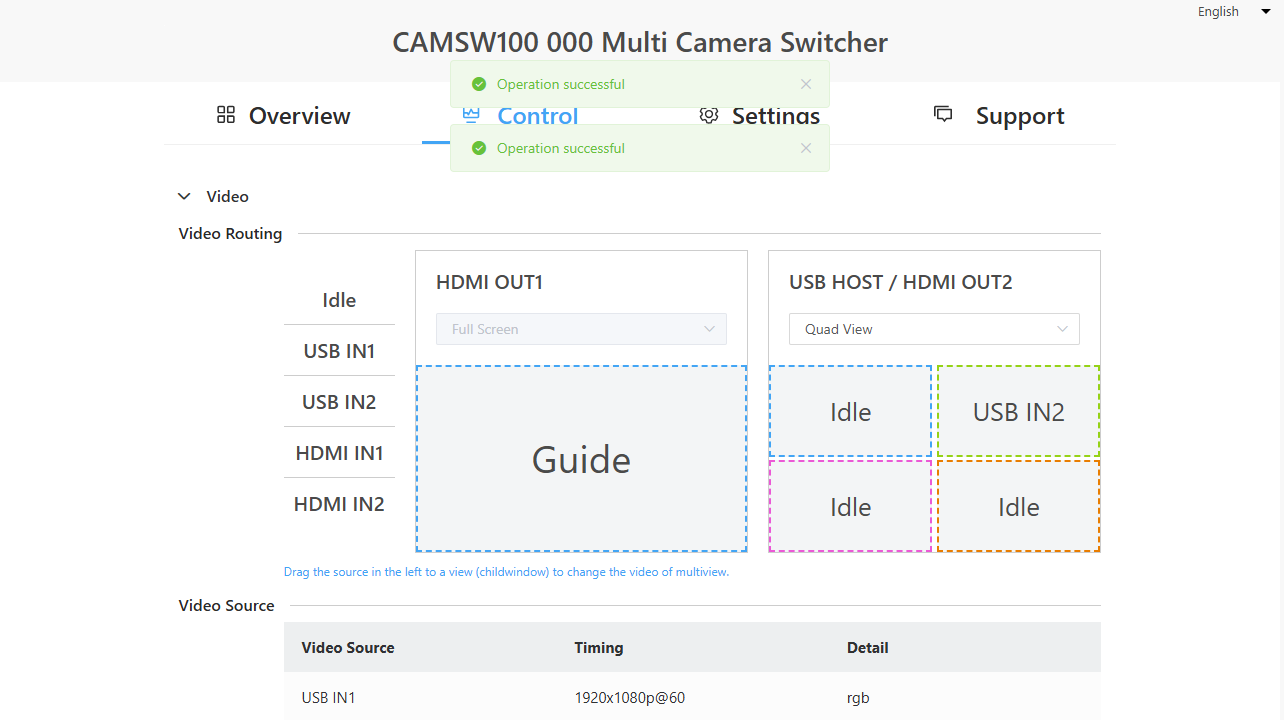 English
CAMSW100 000 Multi Camera Switcher
Operation successful
Overview
Control
Settings
Support
Operation successful
Video
Video Routing
Idle
USB IN1
USB IN2
HDMI IN1
HDMI IN2
HDMI OUT1
Full Screen
Guide
USB HOST / HDMI OUT2
Quad View
Idle
USB IN2
Idle
Idle
Drag the source in the left to a view (childwindow) to change the video of multiview.
Video Source
Video Source Timing Detail
USB IN1 1920x1080p@60 rgb